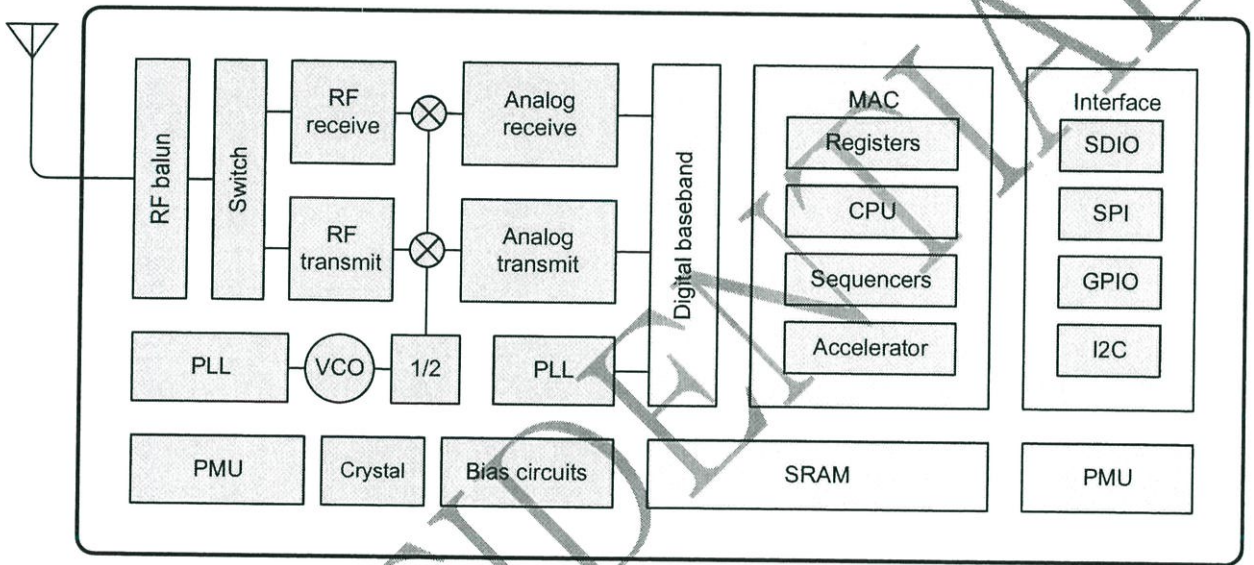 RF balun
Switch
RF
receive
Analog
receive
RF
transmit
Analog
transmit
Digital baseband
PLL
VCO
1/2
PLL
MAC
Registers
CPU
Sequencers
Accelerator
Interface
SDIO
SPI
GPIO
I2C
PMU
Crystal
Bias circuits
SRAM
PMU